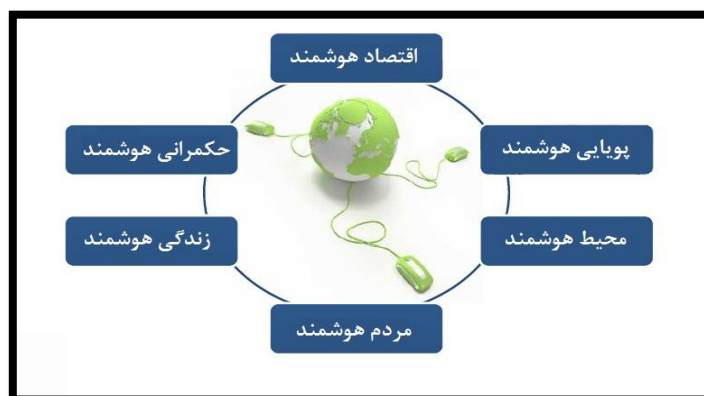 اقتصاد هوشمند
پویایی هوشمند
حکمرانی هوشمند
محیط هوشمند
زندگی هوشمند
مردم هوشمند